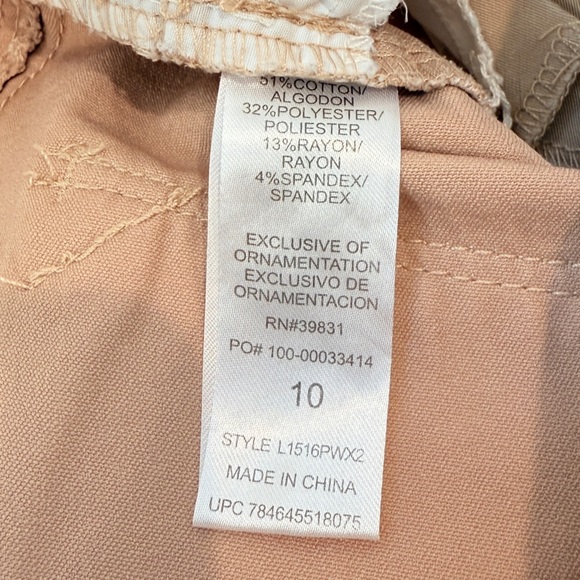 51%COTTON/
ALGODON
32%POLYESTER/
POLIESTER
13%RAYON/
RAYON
4%SPANDEX/
SPANDEX
EXCLUSIVE OF
ORNAMENTATION
EXCLUSIVO DE
ORNAMENTACION
RN#39831
PO# 100-00033414
10
STYLE L1516PWX2
MADE IN CHINA
UPC 784645518075